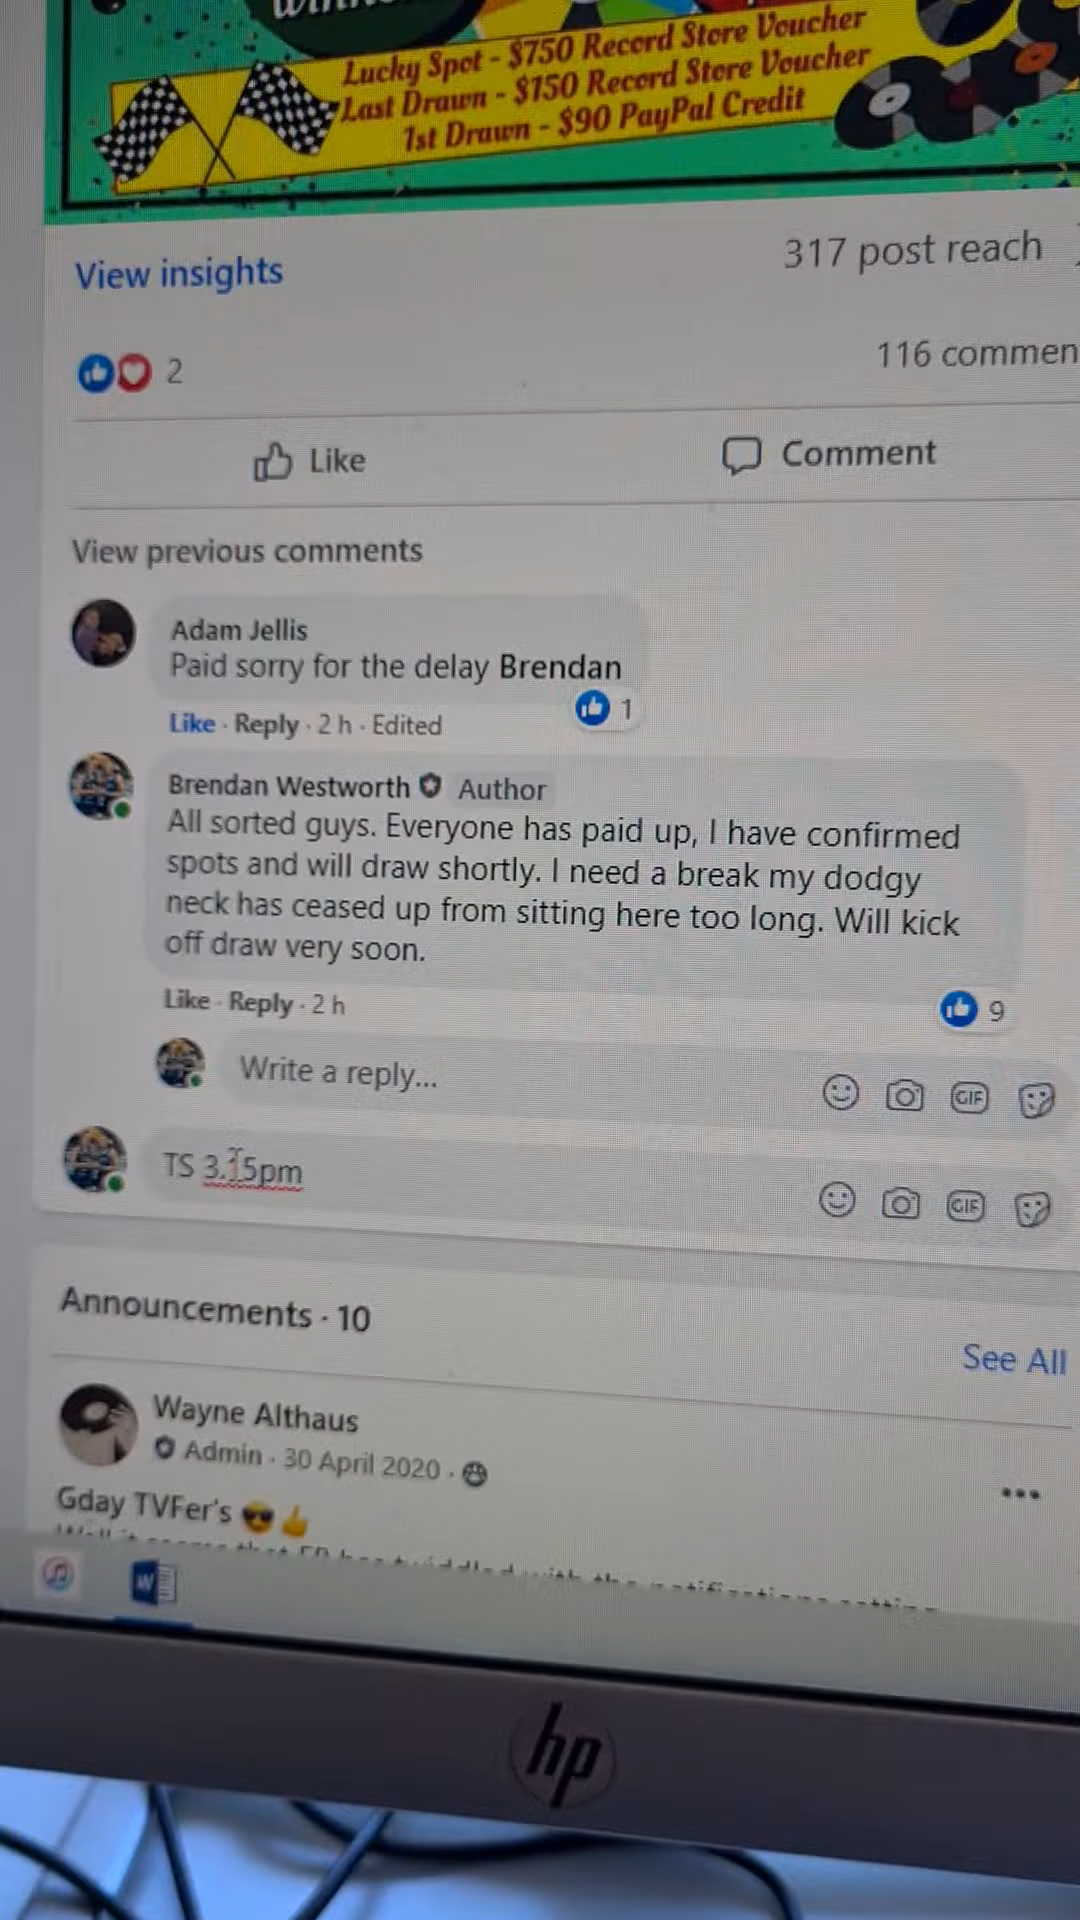 Lucky Spot - $750 Record Store Voucher
Last Drawn - $150 Record Store Voucher
1st Drawn - $90 PayPal Credit
View insights
317 post reach
2
116 commen
Like
Comment
View previous comments
Adam Jellis
Paid sorry for the delay Brendan
1
Like · Reply · 2 h · Edited
Brendan Westworth Author
All sorted guys. Everyone has paid up, I have confirmed
spots and will draw shortly. I need a break my dodgy
neck has ceased up from sitting here too long. Will kick
off draw very soon.
Like · Reply · 2 h
9
Write a reply...
GIF
TS 3.15pm
GIF
Announcements · 10
See All
Wayne Althaus
Admin · 30 April 2020 ·
Gday TVFer's
hp